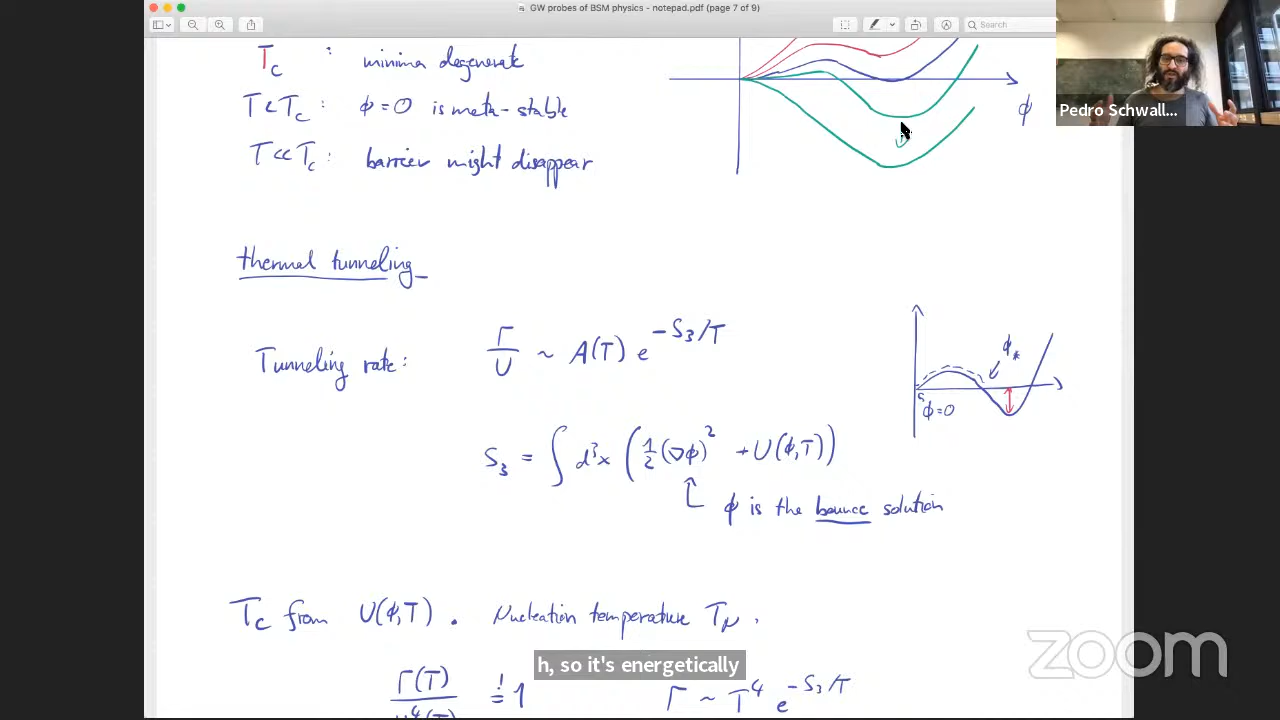 GW probes of BSM physics - notepad.pdf (page 7 of 9)
Search
Pedro Schwall...
T_C : minima degenerate
T < T_C : ϕ = 0 is meta-stable
T ≪ T_C : barrier might disappear
ϕ
thermal tunneling
Tunneling rate: Γ/V ~ A(T) e^{-S_3/T}
ϕ_*
ϕ=0
S_3 = ∫ d^3x (1/2 (∇ϕ)^2 + V(ϕ,T))
ϕ is the bounce solution
T_C from V(ϕ,T). Nucleation temperature T_N.
h, so it's energetically
Γ(T) / H^4(T) != 1 Γ ~ T^4 e^{-S_3/T}
zoom